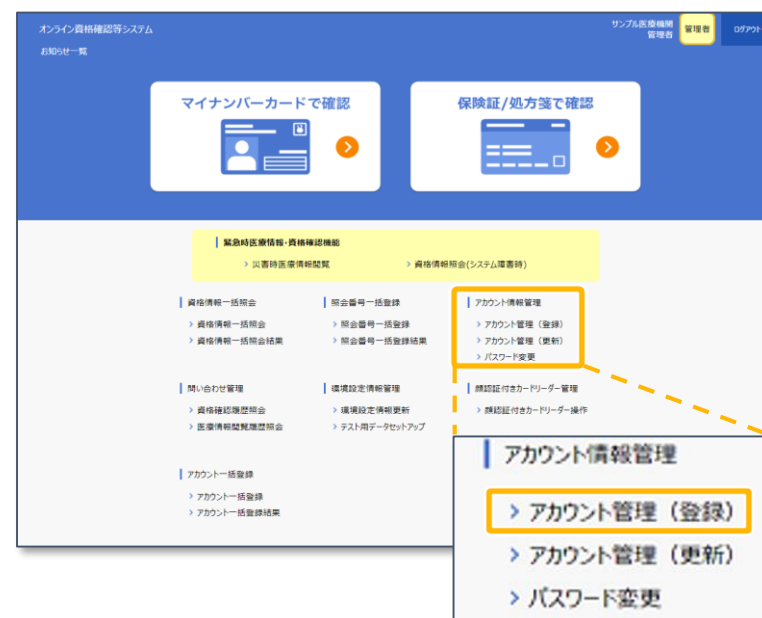 オンライン資格確認等システム
サンプル医療機関
管理者
管理者
ログアウト
お知らせ一覧
マイナンバーカードで確認
保険証/処方箋で確認
緊急時医療情報・資格確認機能
> 災害時医療情報閲覧
> 資格情報照会(システム障害時)
資格情報一括照会
> 資格情報一括照会
> 資格情報一括照会結果
照会番号一括登録
> 照会番号一括登録
> 照会番号一括登録結果
アカウント情報管理
> アカウント管理(登録)
> アカウント管理(更新)
> パスワード変更
問い合わせ管理
> 資格確認履歴照会
> 医療情報閲覧履歴照会
環境設定情報管理
> 環境設定情報更新
> テスト用データセットアップ
顔認証付きカードリーダー管理
> 顔認証付きカードリーダー操作
アカウント一括登録
> アカウント一括登録
> アカウント一括登録結果
アカウント情報管理
> アカウント管理(登録)
> アカウント管理(更新)
> パスワード変更